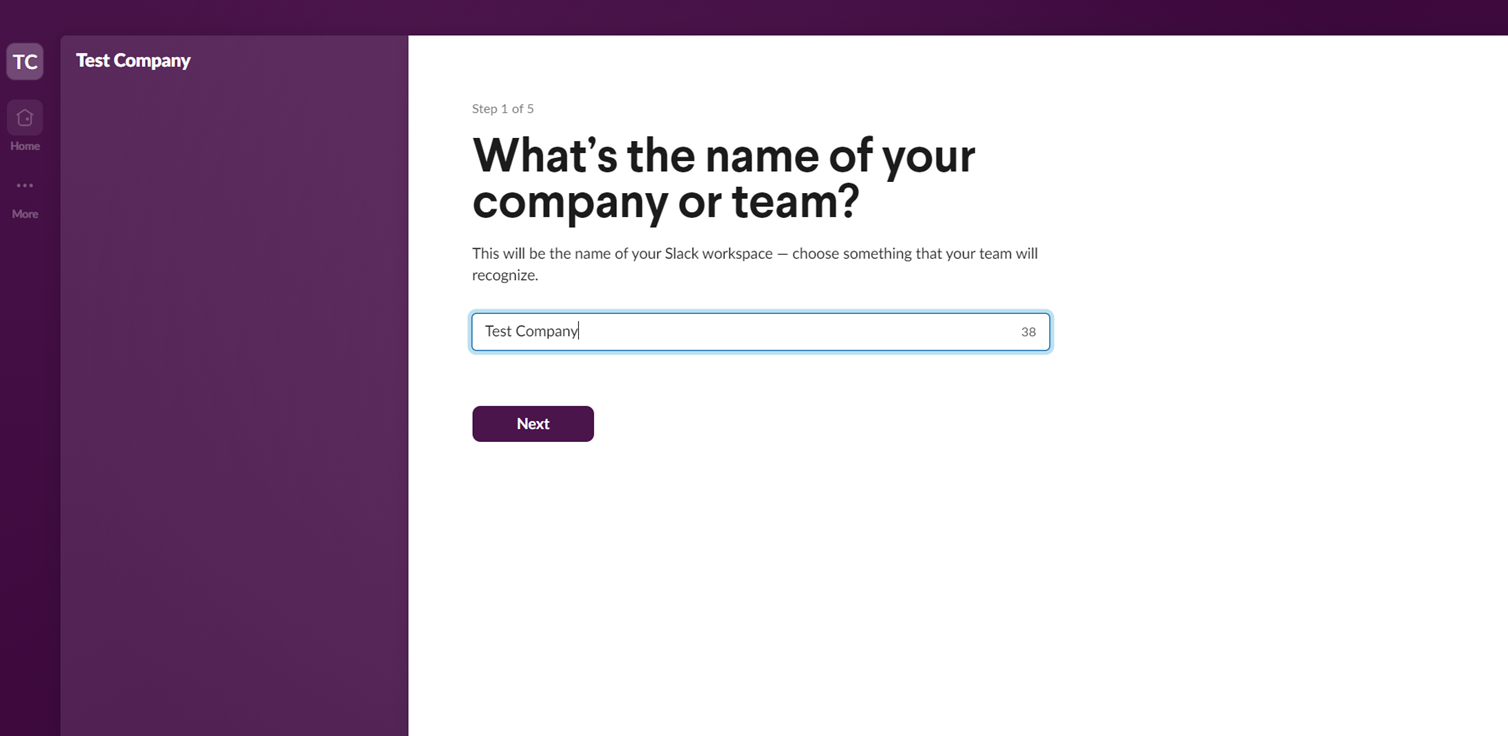 TC
Home
More
Test Company
Step 1 of 5
What’s the name of your
company or team?
This will be the name of your Slack workspace — choose something that your team will
recognize.
Test Company 38
Next